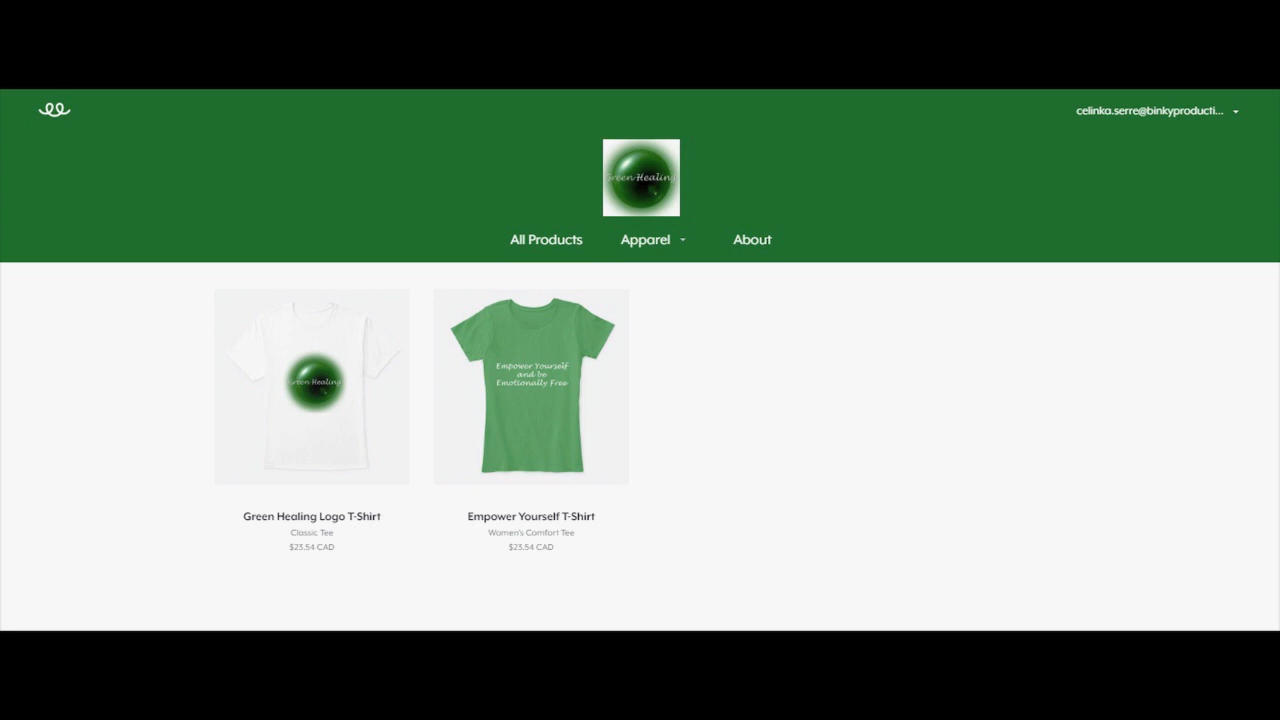 celinka.serre@binkyproducti...
Green Healing
All Products
Apparel
About
Green Healing
Empower Yourself
and be
Emotionally Free
Green Healing Logo T-Shirt
Classic Tee
$23.54 CAD
Empower Yourself T-Shirt
Women's Comfort Tee
$23.54 CAD